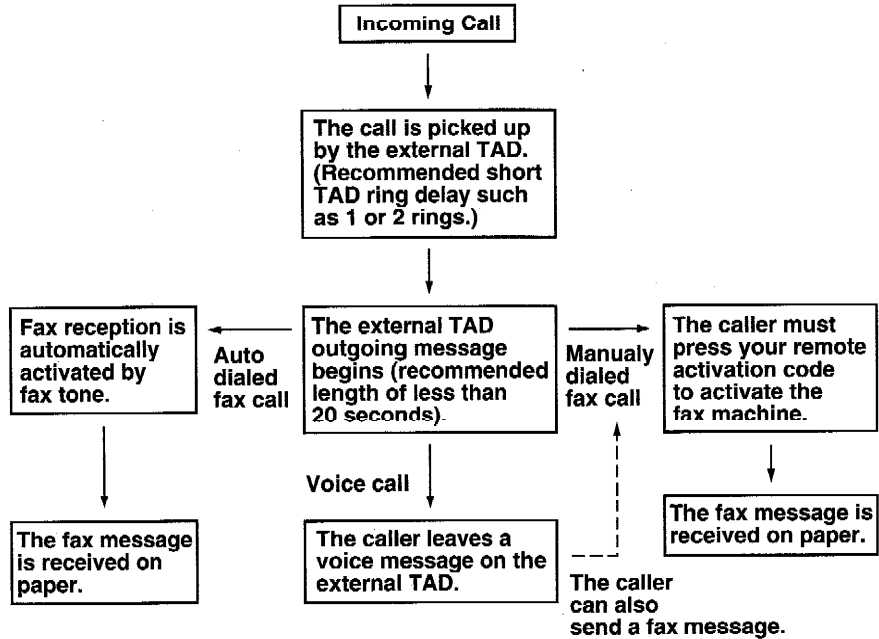 Incoming Call
The call is picked up
by the external TAD.
(Recommended short
TAD ring delay such
as 1 or 2 rings.)
Fax reception is
automatically
activated by
fax tone.
Auto
dialed
fax call
The external TAD
outgoing message
begins (recommended
length of less than
20 seconds).
Manualy
dialed
fax call
The caller must
press your remote
activation code
to activate the
fax machine.
Voice call
The fax message
is received on
paper.
The caller leaves a
voice message on the
external TAD.
The fax message is
received on paper.
The caller
can also
send a fax message.